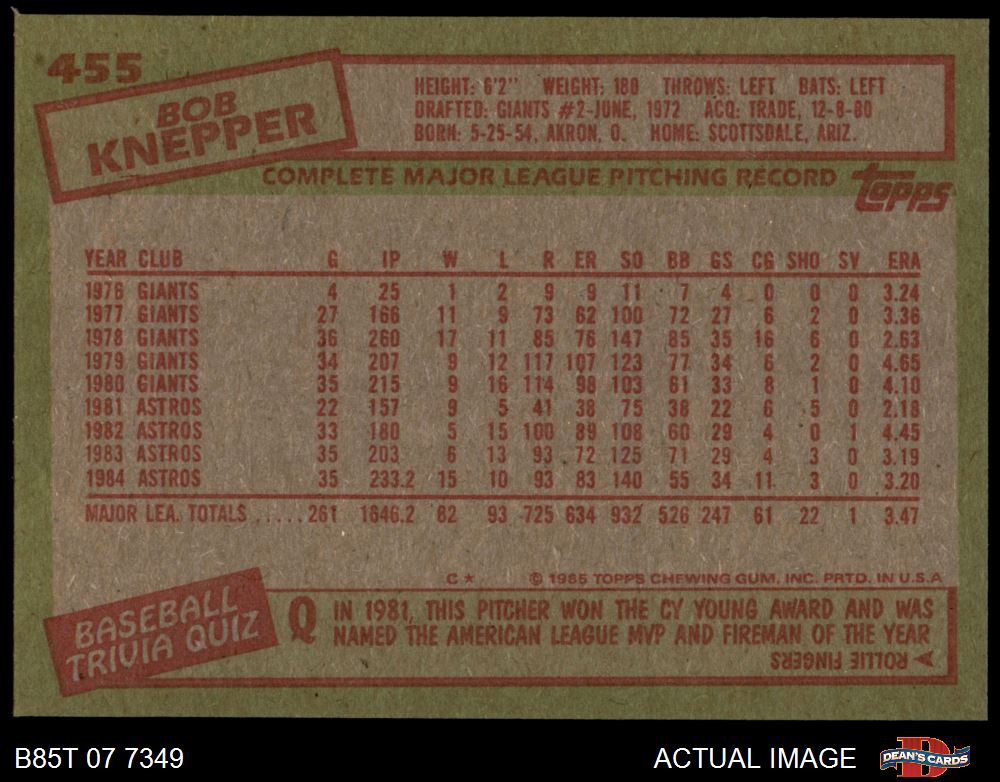 455
BOB
KNEPPER
HEIGHT: 6'2" WEIGHT: 180 THROWS: LEFT BATS: LEFT
DRAFTED: GIANTS #2-JUNE, 1972 ACQ: TRADE, 12-8-80
BORN: 5-25-54, AKRON, O. HOME: SCOTTSDALE, ARIZ.
COMPLETE MAJOR LEAGUE PITCHING RECORD topps
YEAR CLUB G IP W L R ER SO BB GS CG SHO SV ERA
1976 GIANTS 4 25 1 2 9 9 11 7 4 0 0 0 3.24
1977 GIANTS 27 166 11 9 73 62 100 72 27 6 2 0 3.36
1978 GIANTS 36 260 17 11 85 76 147 85 35 16 6 0 2.63
1979 GIANTS 34 207 9 12 117 107 123 77 34 6 2 0 4.65
1980 GIANTS 35 215 9 16 114 98 103 61 33 8 1 0 4.10
1981 ASTROS 22 157 9 5 41 38 75 38 22 6 5 0 2.18
1982 ASTROS 33 180 5 15 100 89 108 60 29 4 0 1 4.45
1983 ASTROS 35 203 6 13 93 72 125 71 29 4 3 0 3.19
1984 ASTROS 35 233.2 15 10 93 83 140 55 34 11 3 0 3.20
MAJOR LEA. TOTALS ..... 261 1646.2 82 93 725 634 932 526 247 61 22 1 3.47
C * © 1985 TOPPS CHEWING GUM, INC. PRTD. IN U.S.A
BASEBALL
TRIVIA QUIZ
Q IN 1981, THIS PITCHER WON THE CY YOUNG AWARD AND WAS
NAMED THE AMERICAN LEAGUE MVP AND FIREMAN OF THE YEAR
A ROLLIE FINGERS
B85T 07 7349 ACTUAL IMAGE DEAN'S CARDS